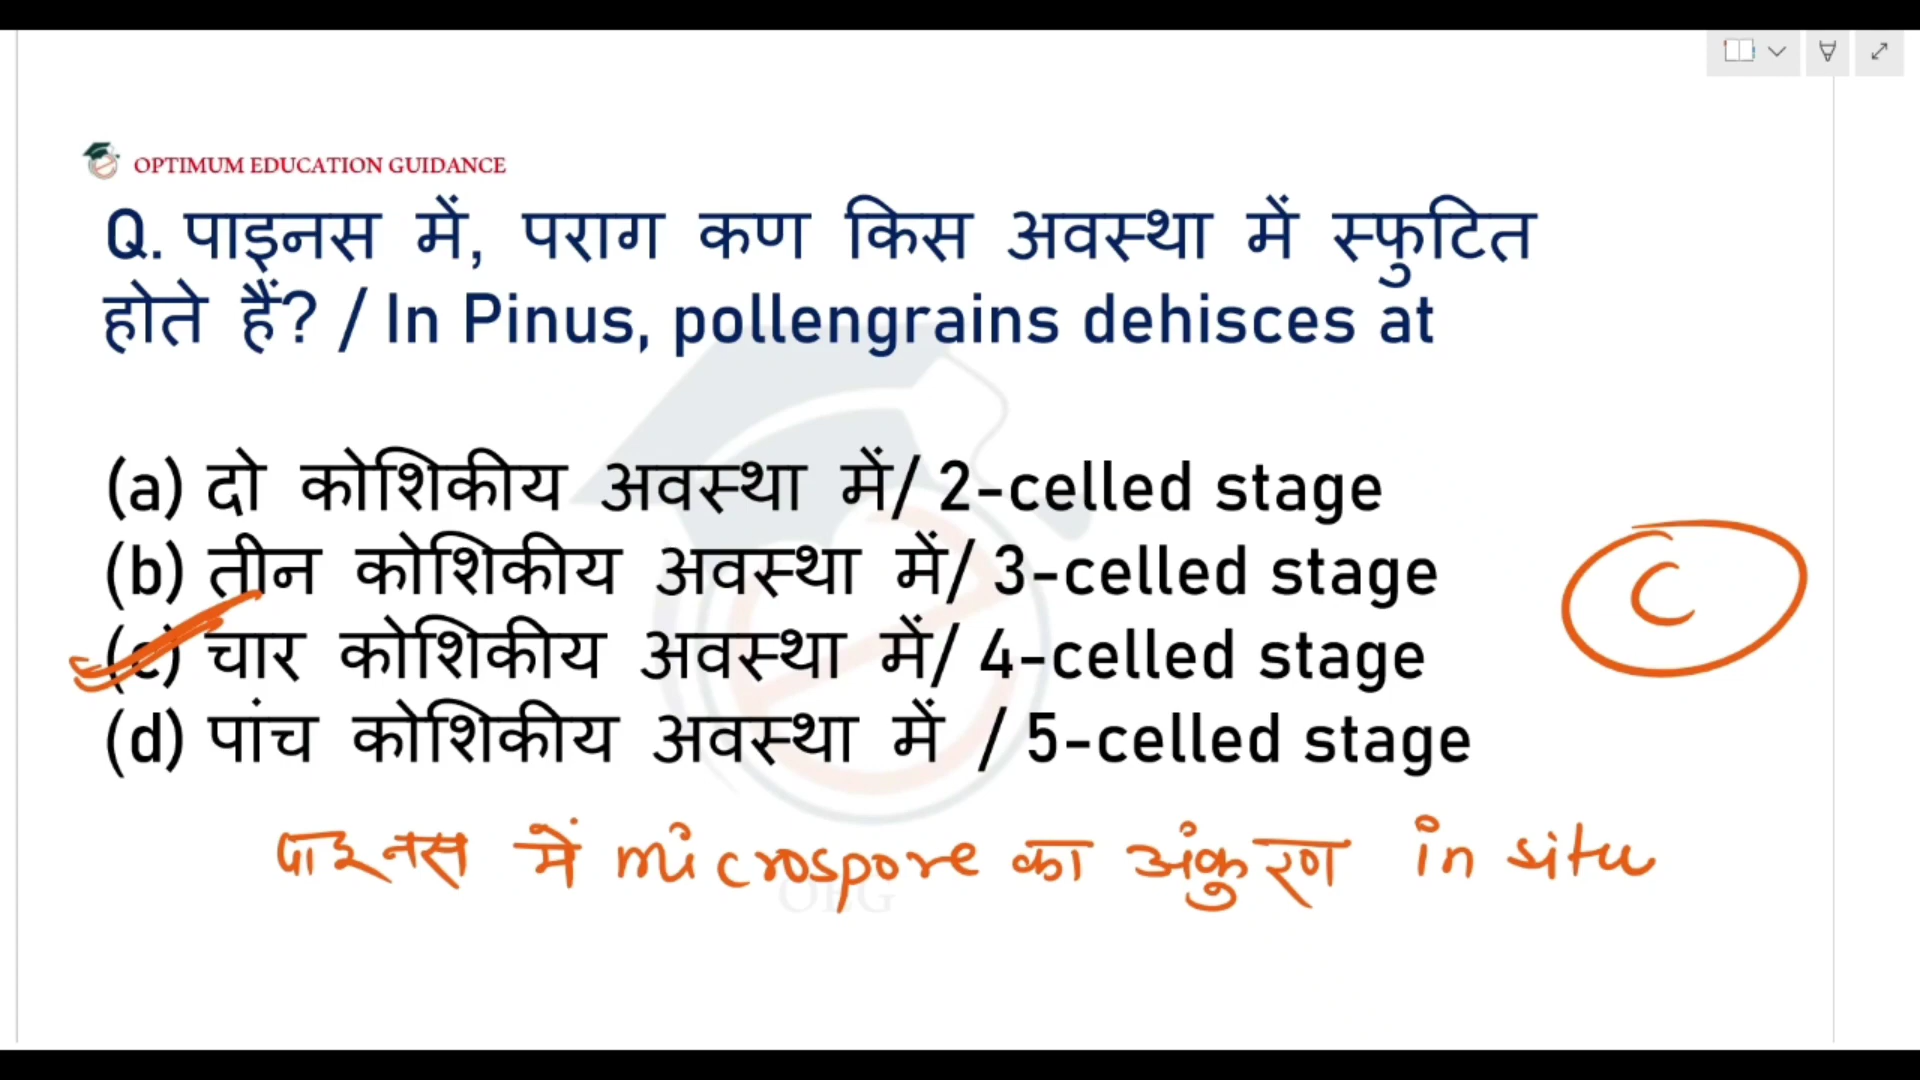 OPTIMUM EDUCATION GUIDANCE
Q. पाइनस में, पराग कण किस अवस्था में स्फुटित
होते हैं? / In Pinus, pollengrains dehisces at
(a) दो कोशिकीय अवस्था में/ 2-celled stage
(b) तीन कोशिकीय अवस्था में/ 3-celled stage
(c) चार कोशिकीय अवस्था में/ 4-celled stage
(d) पांच कोशिकीय अवस्था में / 5-celled stage
C
पाइनस में microspore का अंकुरण in situ
OEG